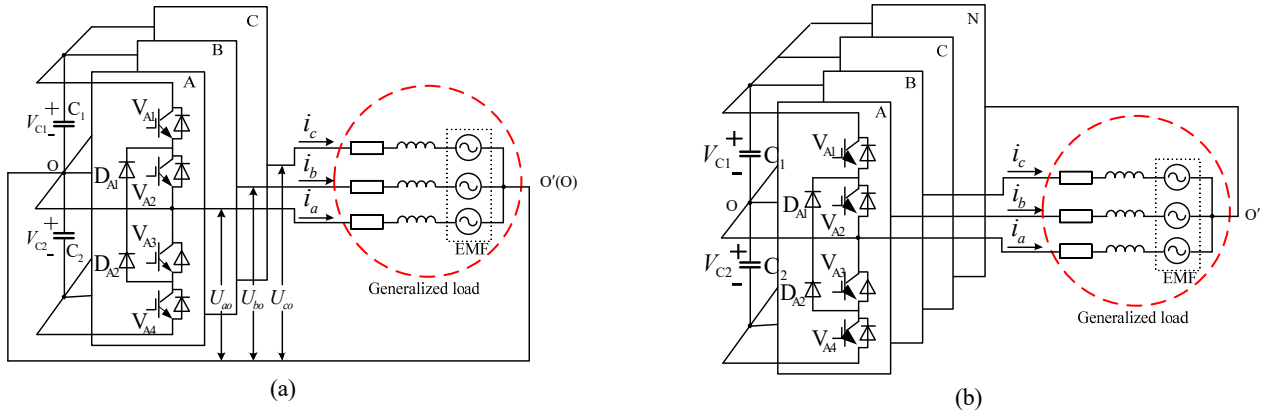 C
B
A
V_A1
+
C_1
V_C1
-
i_c
i_b
i_a
O
D_A1
V_A2
O'(O)
+
V_C2
-
C_2
V_A3
D_A2
EMF
Generalized load
U_ao
U_bo
U_co
V_A4
(a)
N
C
B
A
V_A1
+
V_C1
-
C_1
i_c
i_b
i_a
O
D_A1
V_A2
O'
+
V_C2
-
C_2
V_A3
D_A2
EMF
Generalized load
V_A4
(b)